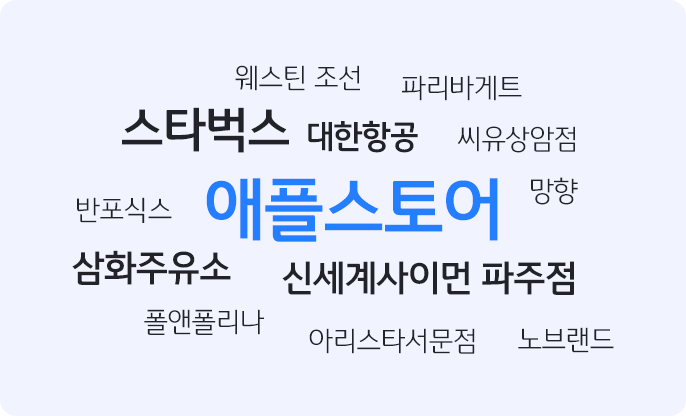 웨스틴 조선
파리바게트
스타벅스 대한항공 씨유상암점
반포식스 애플스토어 망향
삼화주유소 신세계사이먼 파주점
폴앤폴리나
아리스타서문점 노브랜드